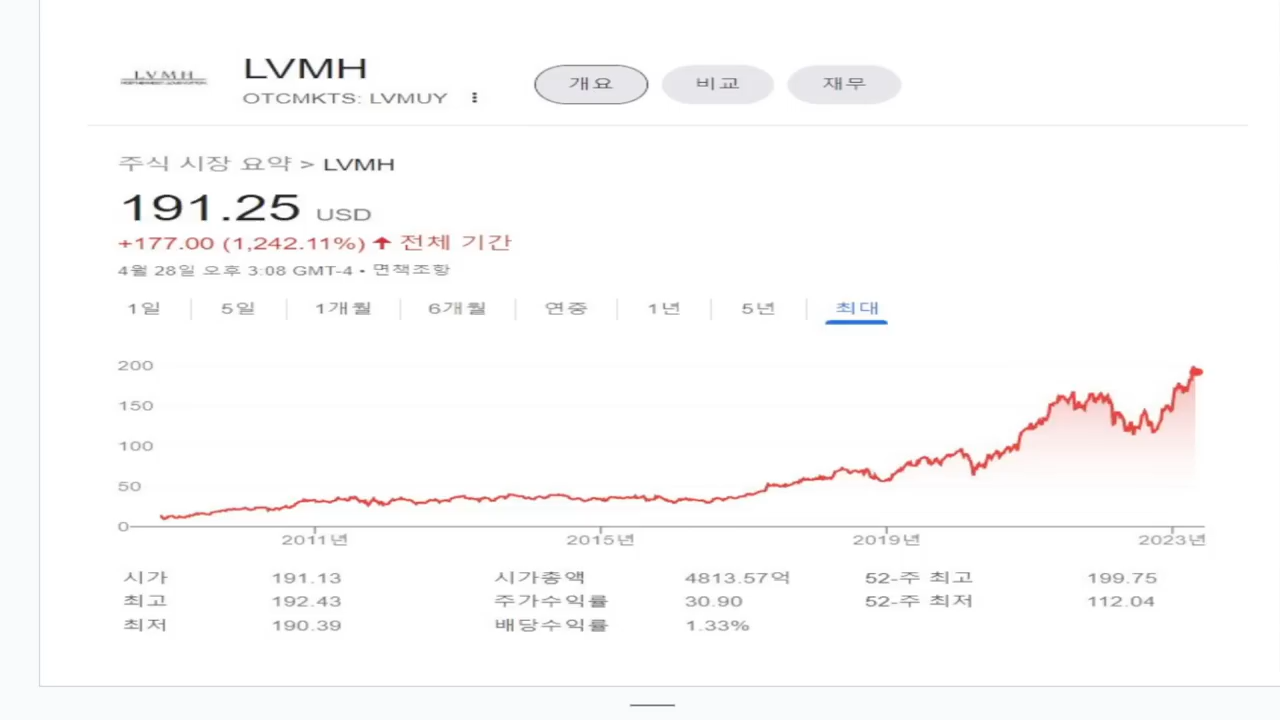 LVMH
LVMH
OTCMKTS: LVMUY
개요 비교 재무
주식 시장 요약 > LVMH
191.25 USD
+177.00 (1,242.11%) 전체 기간
4월 28일 오후 3:08 GMT-4 • 면책조항
1일 5일 1개월 6개월 연중 1년 5년 최대
200
150
100
50
0
2011년 2015년 2019년 2023년
시가 191.13 시가총액 4813.57억 52-주 최고 199.75
최고 192.43 주가수익률 30.90 52-주 최저 112.04
최저 190.39 배당수익률 1.33%